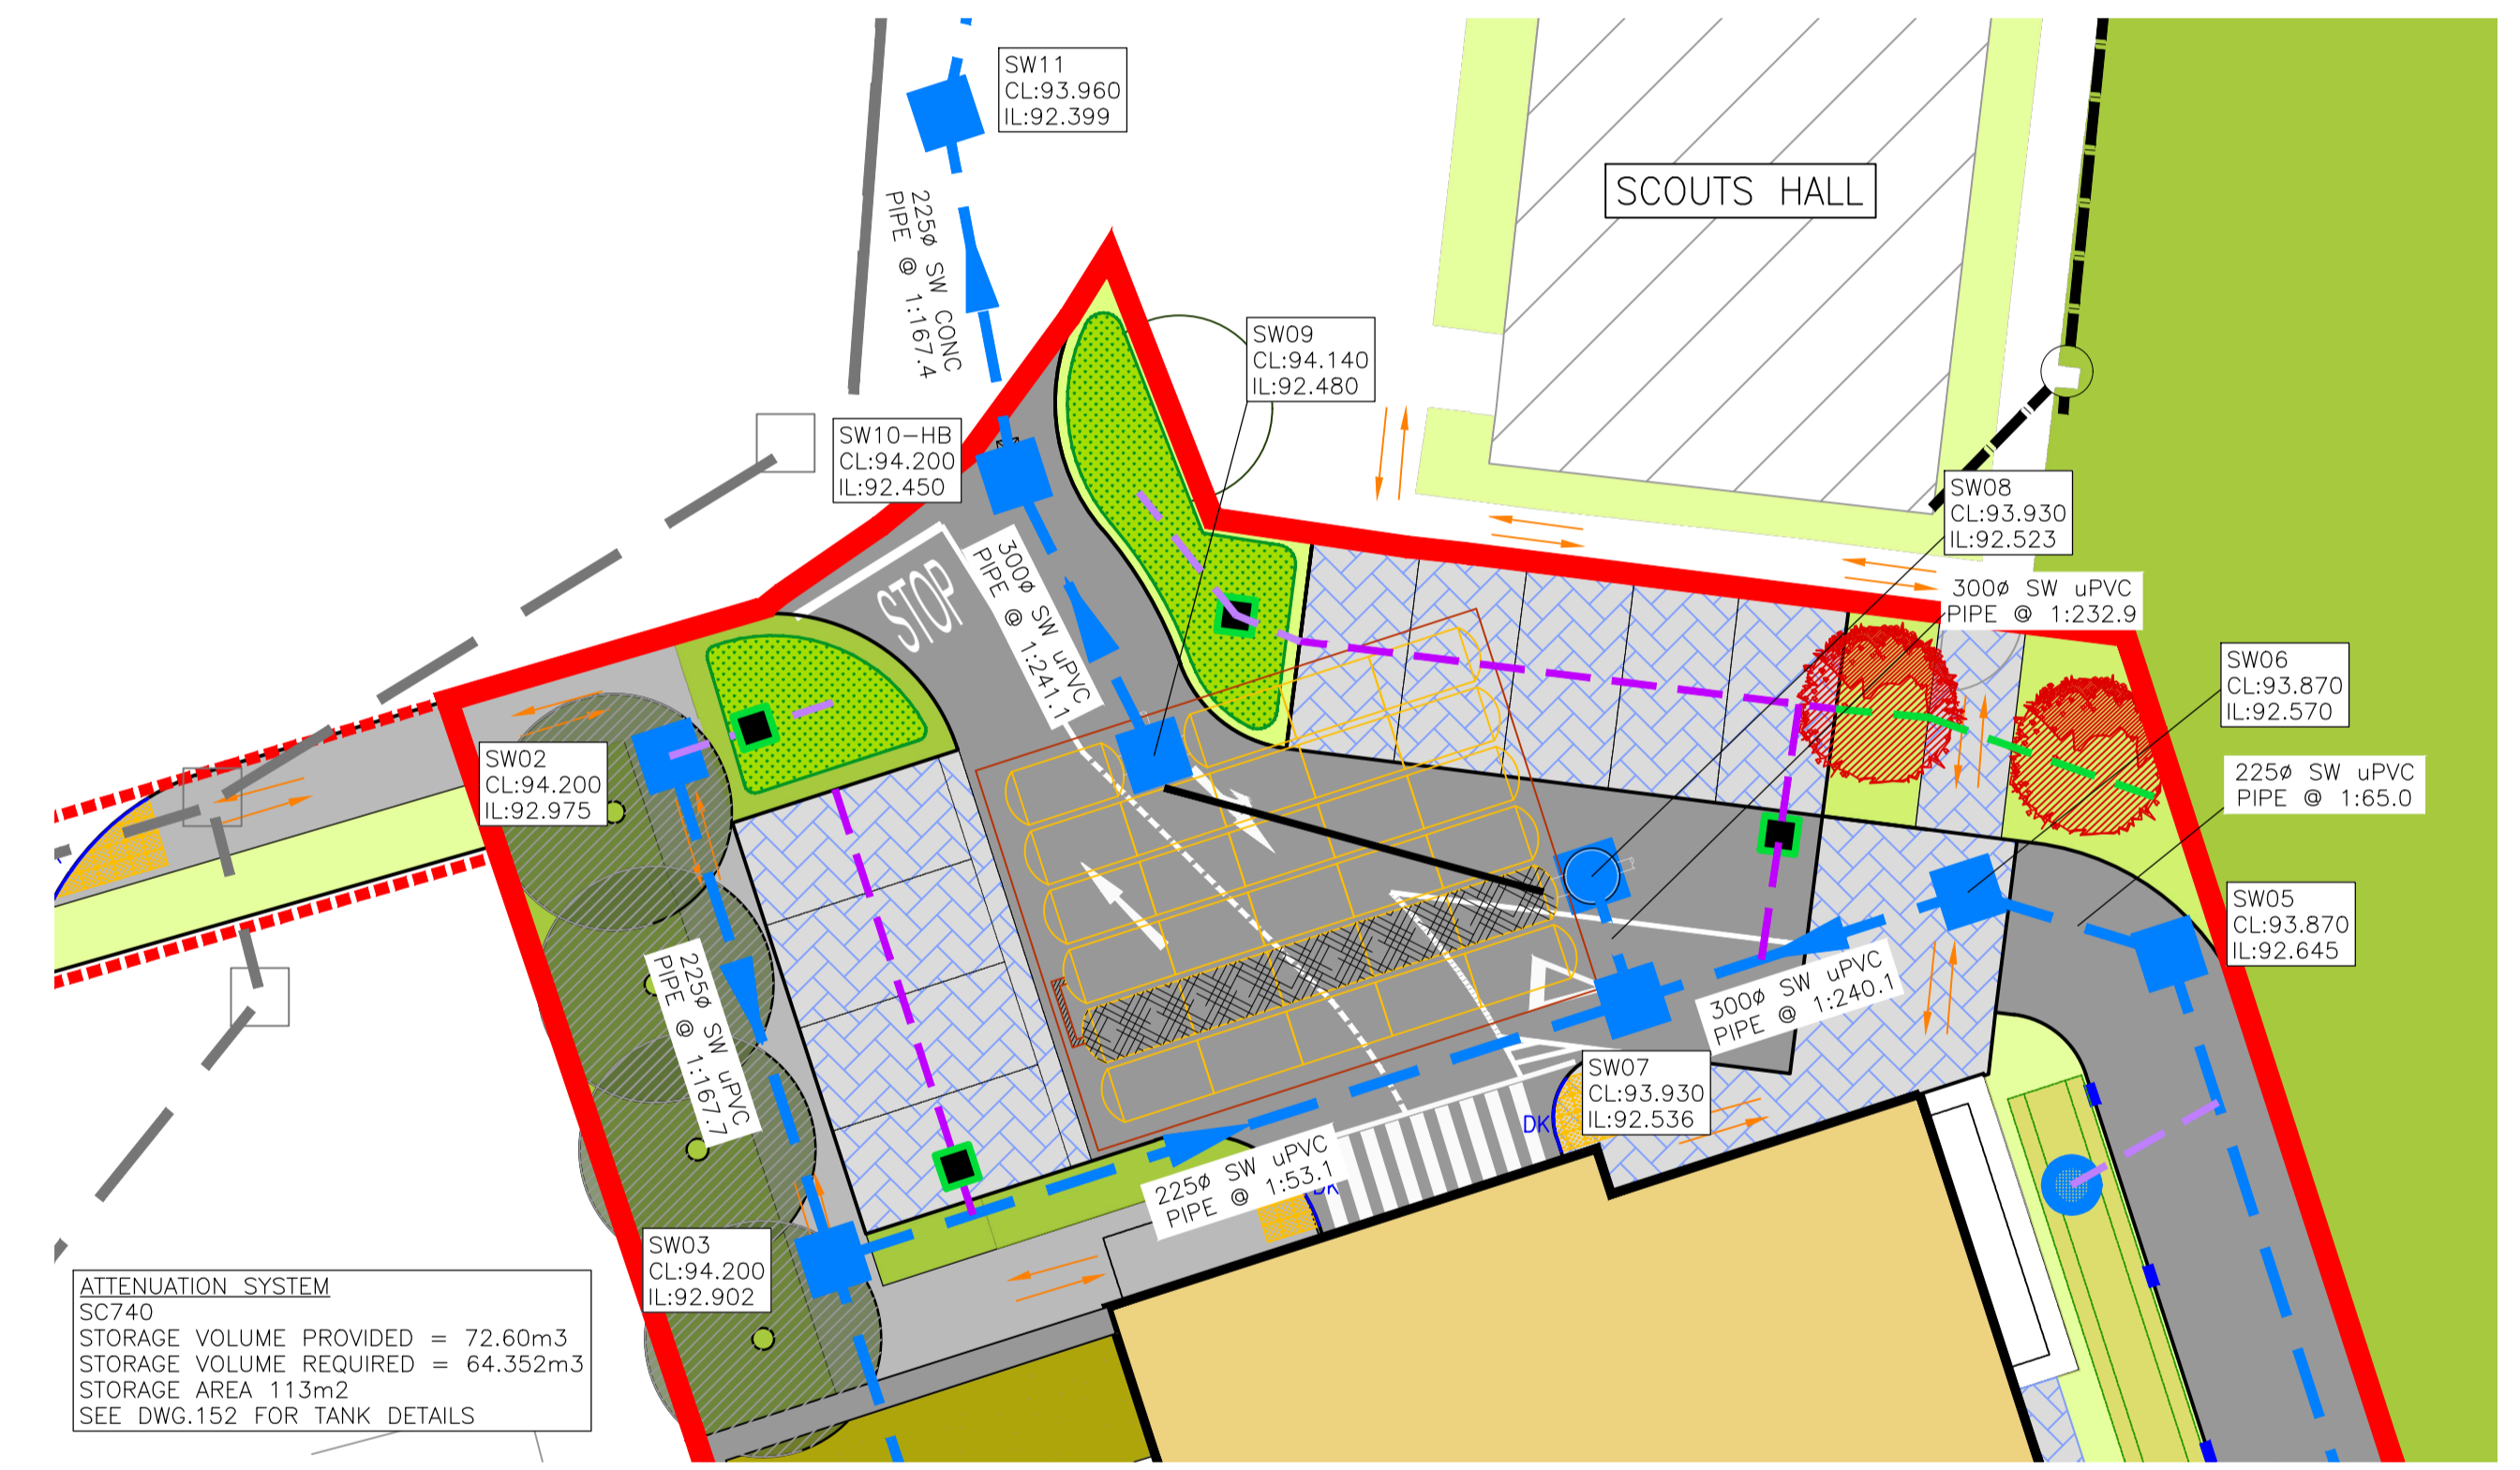 SW11
CL:93.960
IL:92.399
225ø SW CONC
PIPE @ 1:167.4
SCOUTS HALL
SW09
CL:94.140
IL:92.480
SW10-HB
CL:94.200
IL:92.450
SW08
CL:93.930
IL:92.523
STOP
300ø SW uPVC
PIPE @ 1:241.1
300ø SW uPVC
PIPE @ 1:232.9
SW06
CL:93.870
IL:92.570
SW02
CL:94.200
IL:92.975
225ø SW uPVC
PIPE @ 1:65.0
SW05
CL:93.870
IL:92.645
225ø SW uPVC
PIPE @ 1:167.7
300ø SW uPVC
PIPE @ 1:240.1
SW07
CL:93.930
IL:92.536
DK
225ø SW uPVC
PIPE @ 1:53.1
DK
SW03
CL:94.200
IL:92.902
ATTENUATION SYSTEM
SC740
STORAGE VOLUME PROVIDED = 72.60m3
STORAGE VOLUME REQUIRED = 64.352m3
STORAGE AREA 113m2
SEE DWG.152 FOR TANK DETAILS